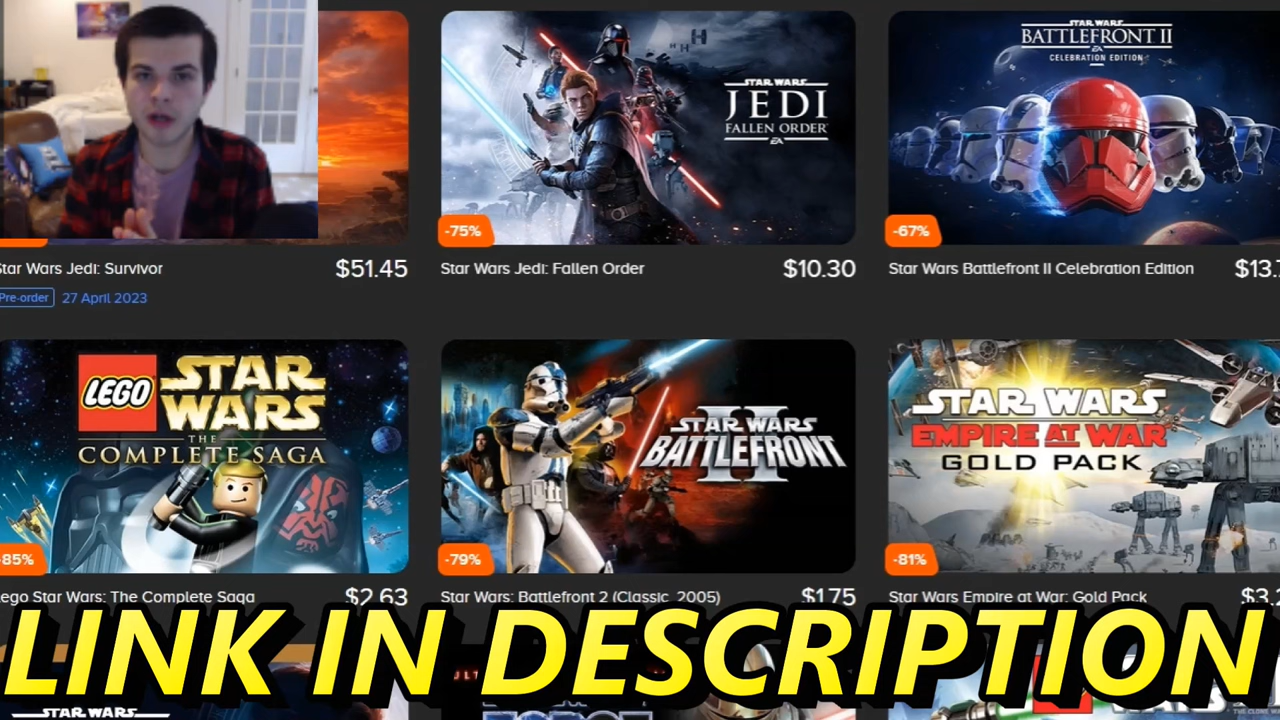 STAR WARS
JEDI
FALLEN ORDER
EA
STAR WARS
BATTLEFRONT II
EA
CELEBRATION EDITION
-75%
-67%
Star Wars Jedi: Survivor
$51.45
Star Wars Jedi: Fallen Order
$10.30
Star Wars Battlefront II Celebration Edition
Pre-order
27 April 2023
LEGO STAR WARS
THE
COMPLETE SAGA
II
STAR WARS
BATTLEFRONT
STAR WARS
EMPIRE AT WAR
GOLD PACK
-85%
-79%
-81%
Lego Star Wars: The Complete Saga
$2.63
Star Wars: Battlefront 2 (Classic, 2005)
$1.75
Star Wars Empire at War: Gold Pack
LINK IN DESCRIPTION
STAR WARS